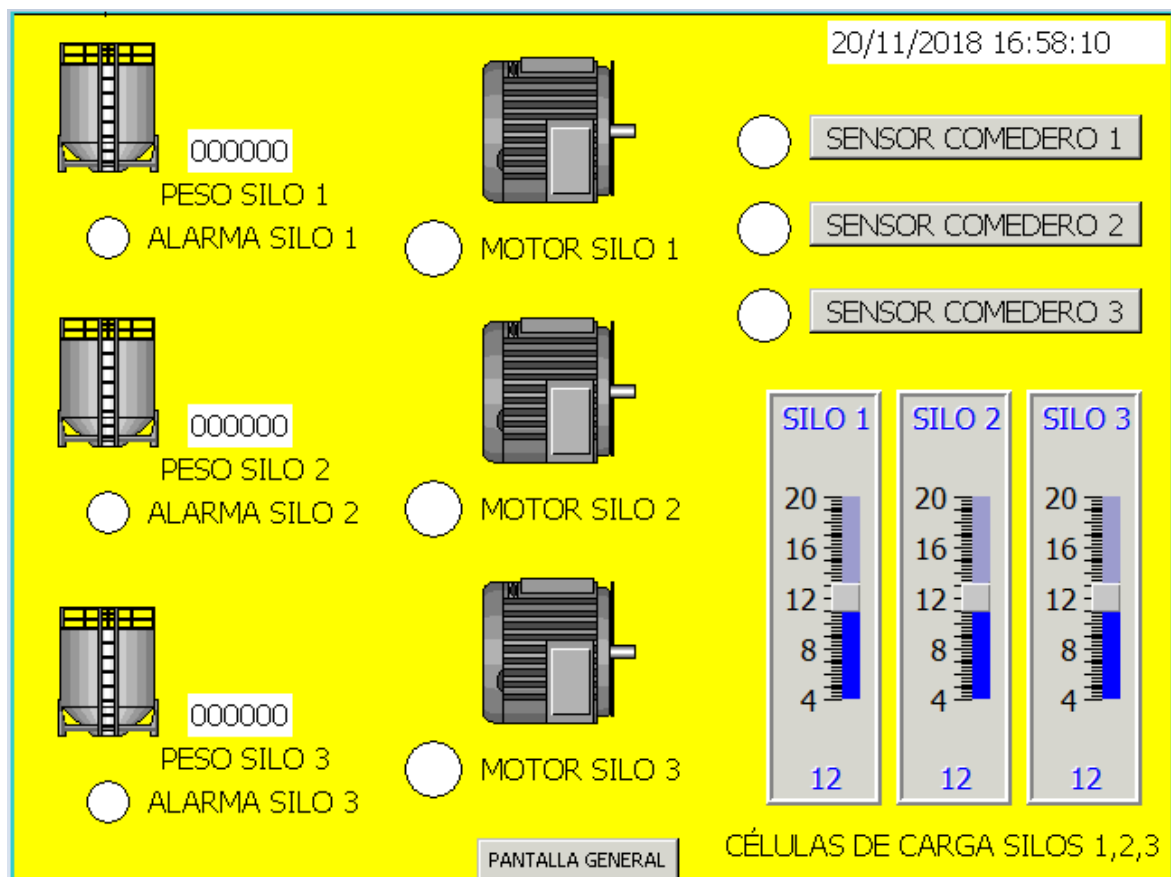 20/11/2018 16:58:10
000000
PESO SILO 1
ALARMA SILO 1
MOTOR SILO 1
SENSOR COMEDERO 1
SENSOR COMEDERO 2
SENSOR COMEDERO 3
000000
PESO SILO 2
ALARMA SILO 2
MOTOR SILO 2
000000
PESO SILO 3
ALARMA SILO 3
MOTOR SILO 3
SILO 1
20
16
12
8
4
12
SILO 2
20
16
12
8
4
12
SILO 3
20
16
12
8
4
12
CÉLULAS DE CARGA SILOS 1,2,3
PANTALLA GENERAL